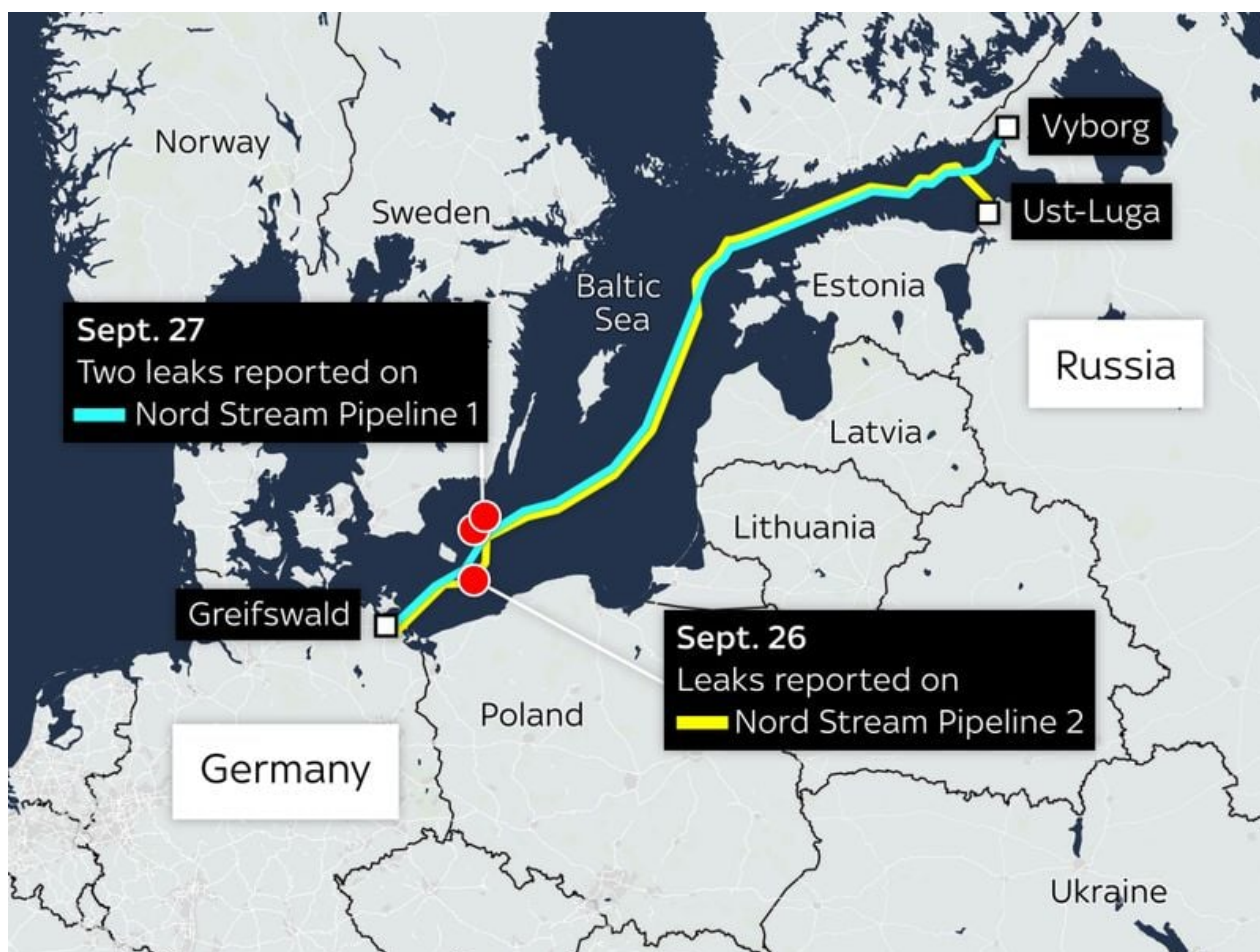 Norway
Vyborg
Sweden
Ust-Luga
Baltic
Sea
Estonia
Sept. 27
Two leaks reported on
Nord Stream Pipeline 1
Russia
Latvia
Lithuania
Greifswald
Sept. 26
Leaks reported on
Nord Stream Pipeline 2
Poland
Germany
Ukraine